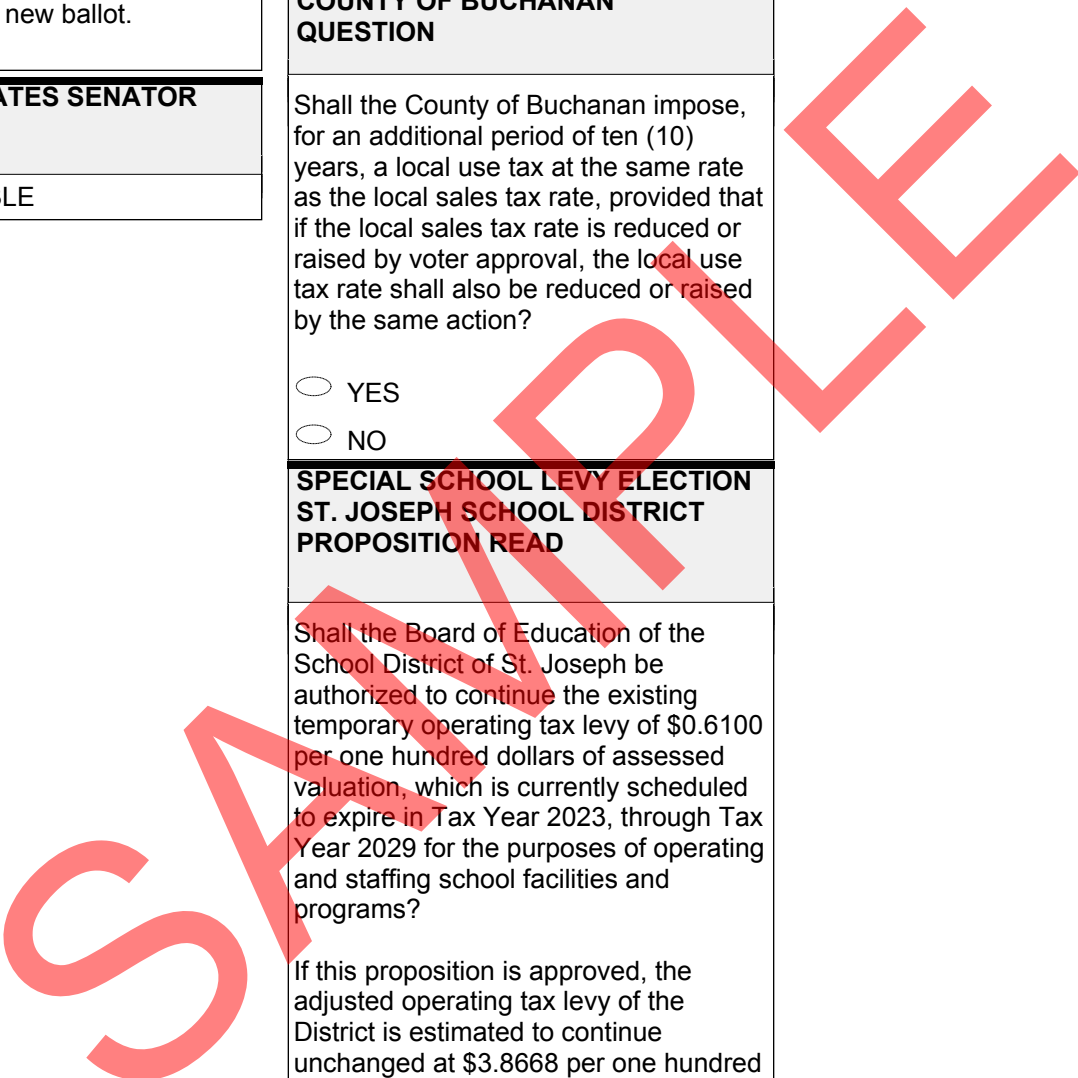 new ballot.
ATES SENATOR
LE
COUNTY OF BUCHANAN
QUESTION
Shall the County of Buchanan impose,
for an additional period of ten (10)
years, a local use tax at the same rate
as the local sales tax rate, provided that
if the local sales tax rate is reduced or
raised by voter approval, the local use
tax rate shall also be reduced or raised
by the same action?
YES
NO
SPECIAL SCHOOL LEVY ELECTION
ST. JOSEPH SCHOOL DISTRICT
PROPOSITION READ
Shall the Board of Education of the
School District of St. Joseph be
authorized to continue the existing
temporary operating tax levy of $0.6100
per one hundred dollars of assessed
valuation, which is currently scheduled
to expire in Tax Year 2023, through Tax
Year 2029 for the purposes of operating
and staffing school facilities and
programs?
If this proposition is approved, the
adjusted operating tax levy of the
District is estimated to continue
unchanged at $3.8668 per one hundred
SAMPLE